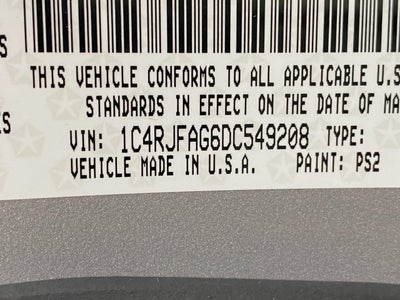 THIS VEHICLE CONFORMS TO ALL APPLICABLE U.S
STANDARDS IN EFFECT ON THE DATE OF MA
VIN: 1C4RJFAG6DC549208 TYPE:
VEHICLE MADE IN U.S.A. PAINT: PS2